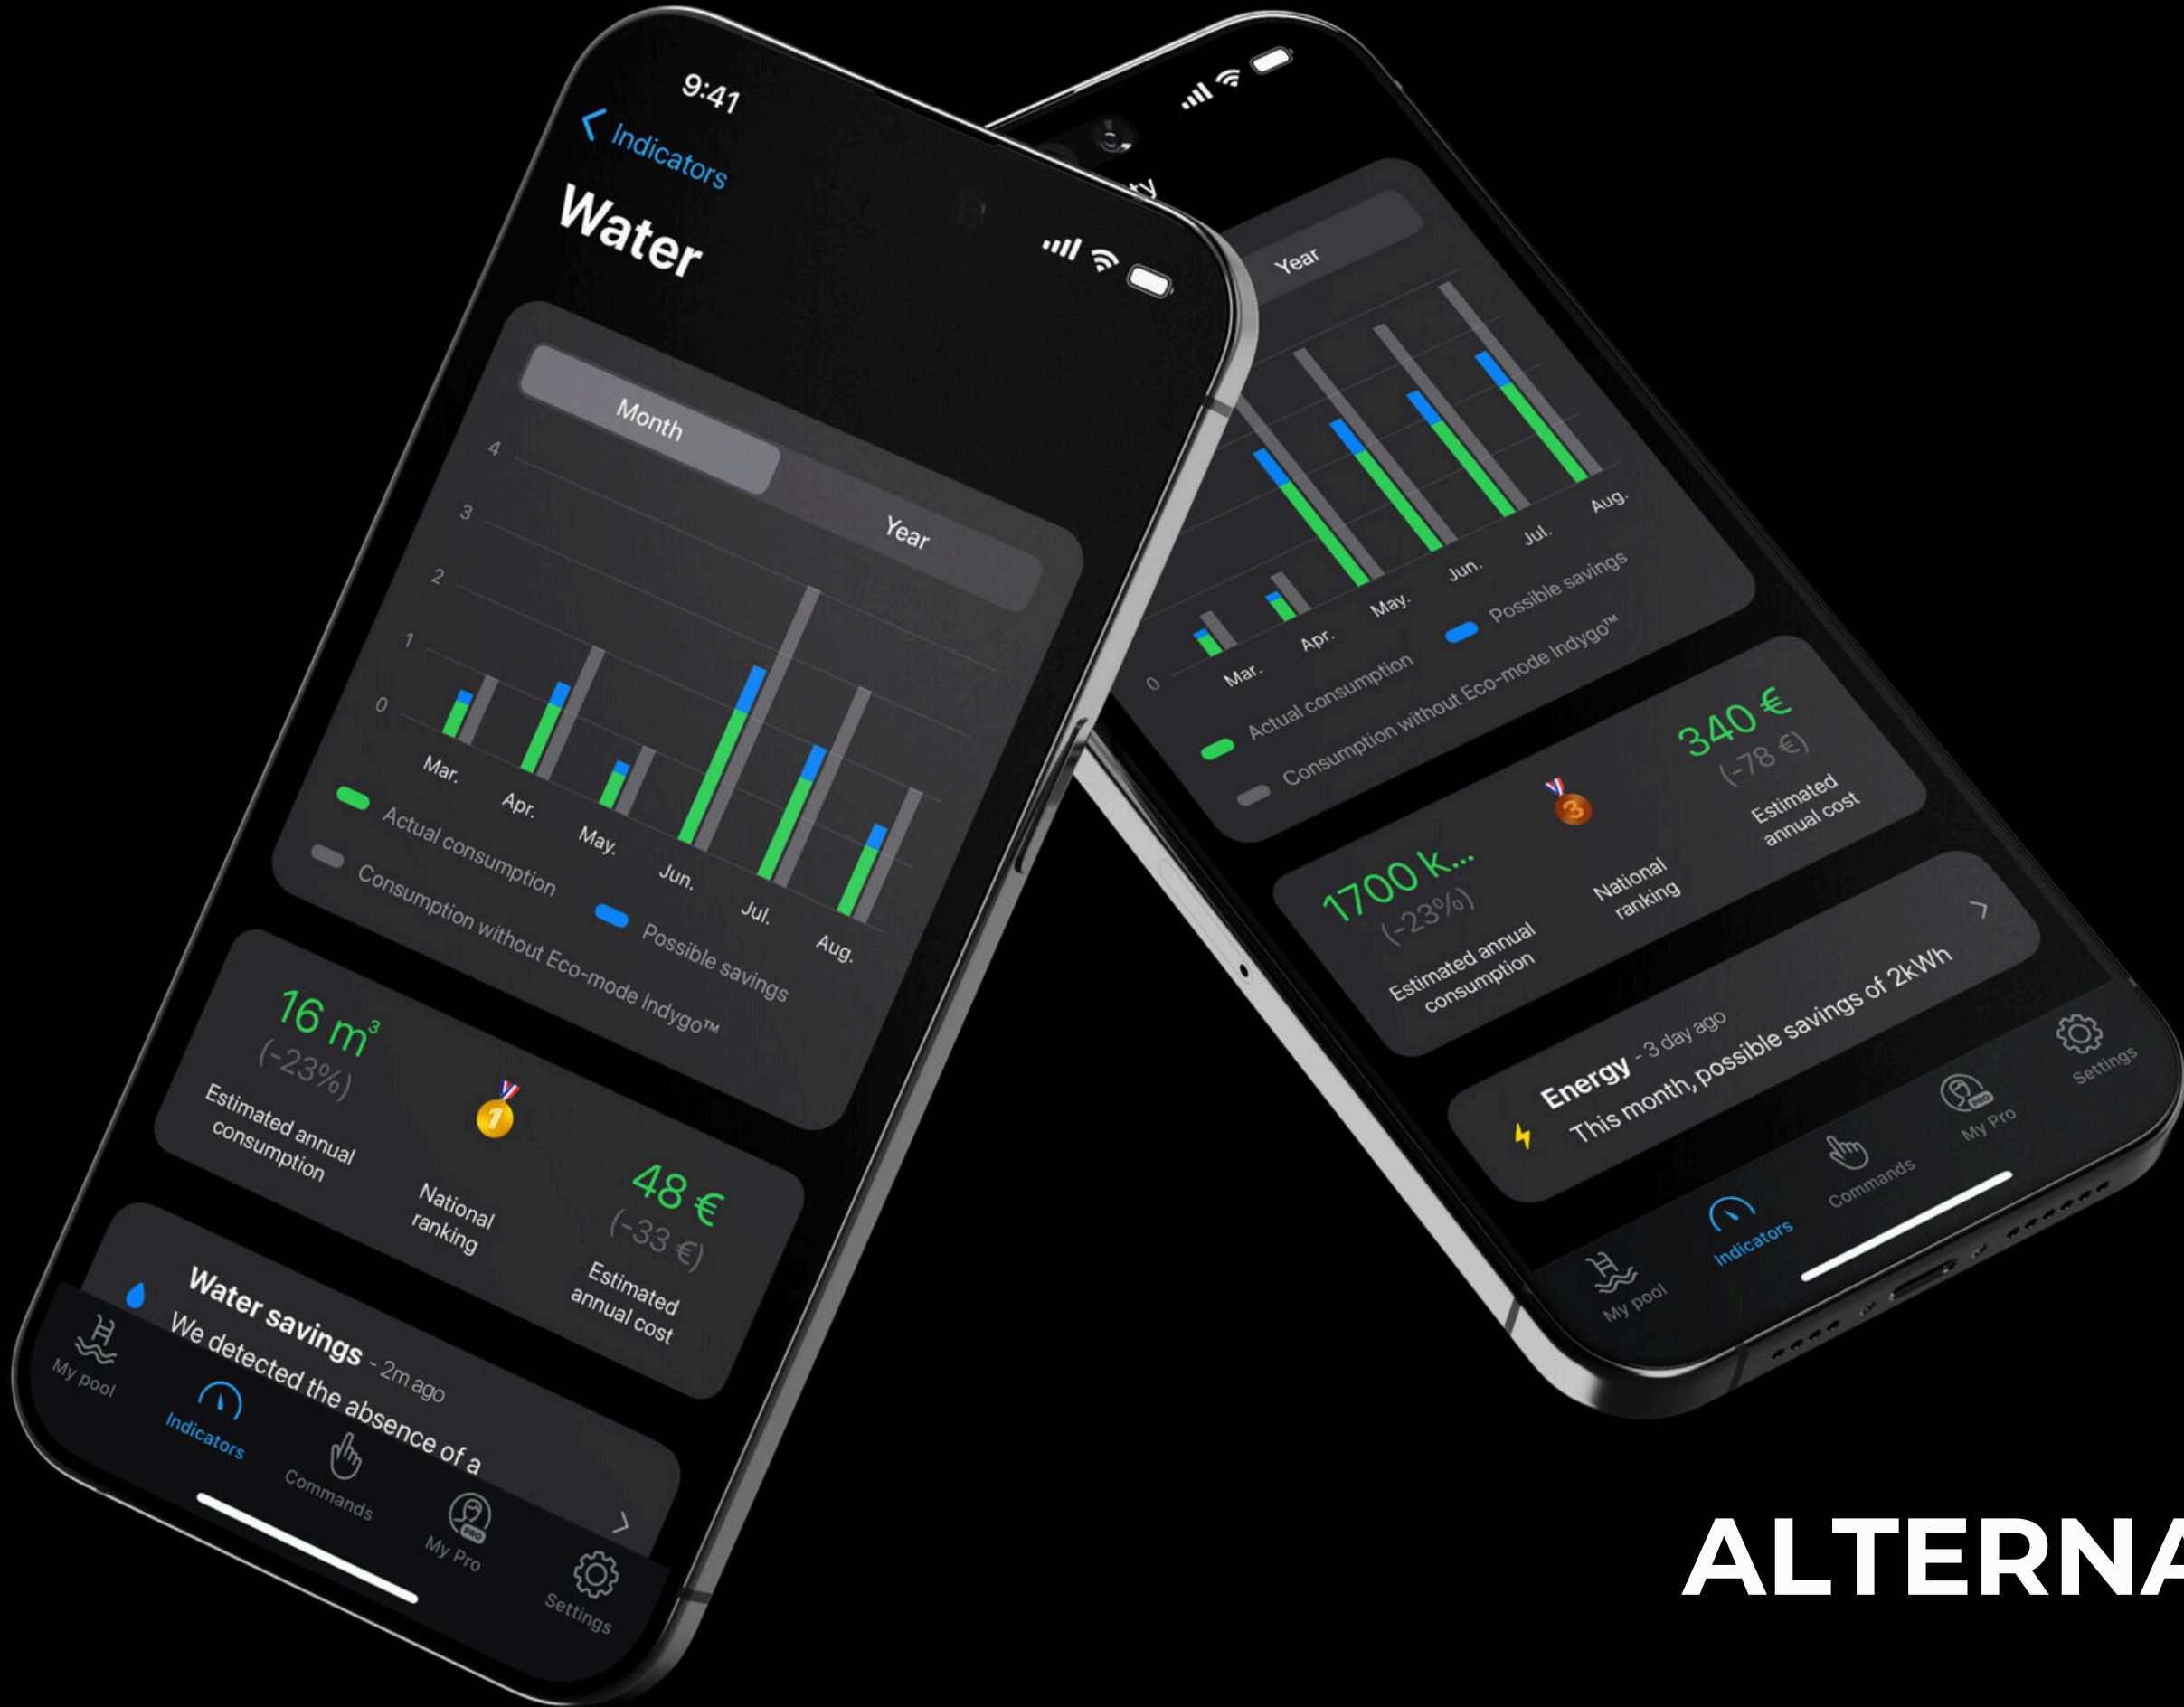 9:41
Indicators
Water
Month
Year
4
3
2
1
0
Mar.
Apr.
May.
Jun.
Jul.
Aug.
Actual consumption
Possible savings
Consumption without Eco-mode Indygo™
16 m³
(-23%)
Estimated annual
consumption
1
National
ranking
48 €
(-33 €)
Estimated
annual cost
Water savings - 2m ago
We detected the absence of a
My pool
Indicators
Commands
PRO
My Pro
Settings
ty
Year
0
Mar.
Apr.
May.
Jun.
Jul.
Aug.
Actual consumption
Possible savings
Consumption without Eco-mode Indygo™
1700 k...
(-23%)
Estimated annual
consumption
3
National
ranking
340 €
(-78 €)
Estimated
annual cost
Energy - 3 day ago
This month, possible savings of 2kWh
My pool
Indicators
Commands
PRO
My Pro
Settings
ALTERNA